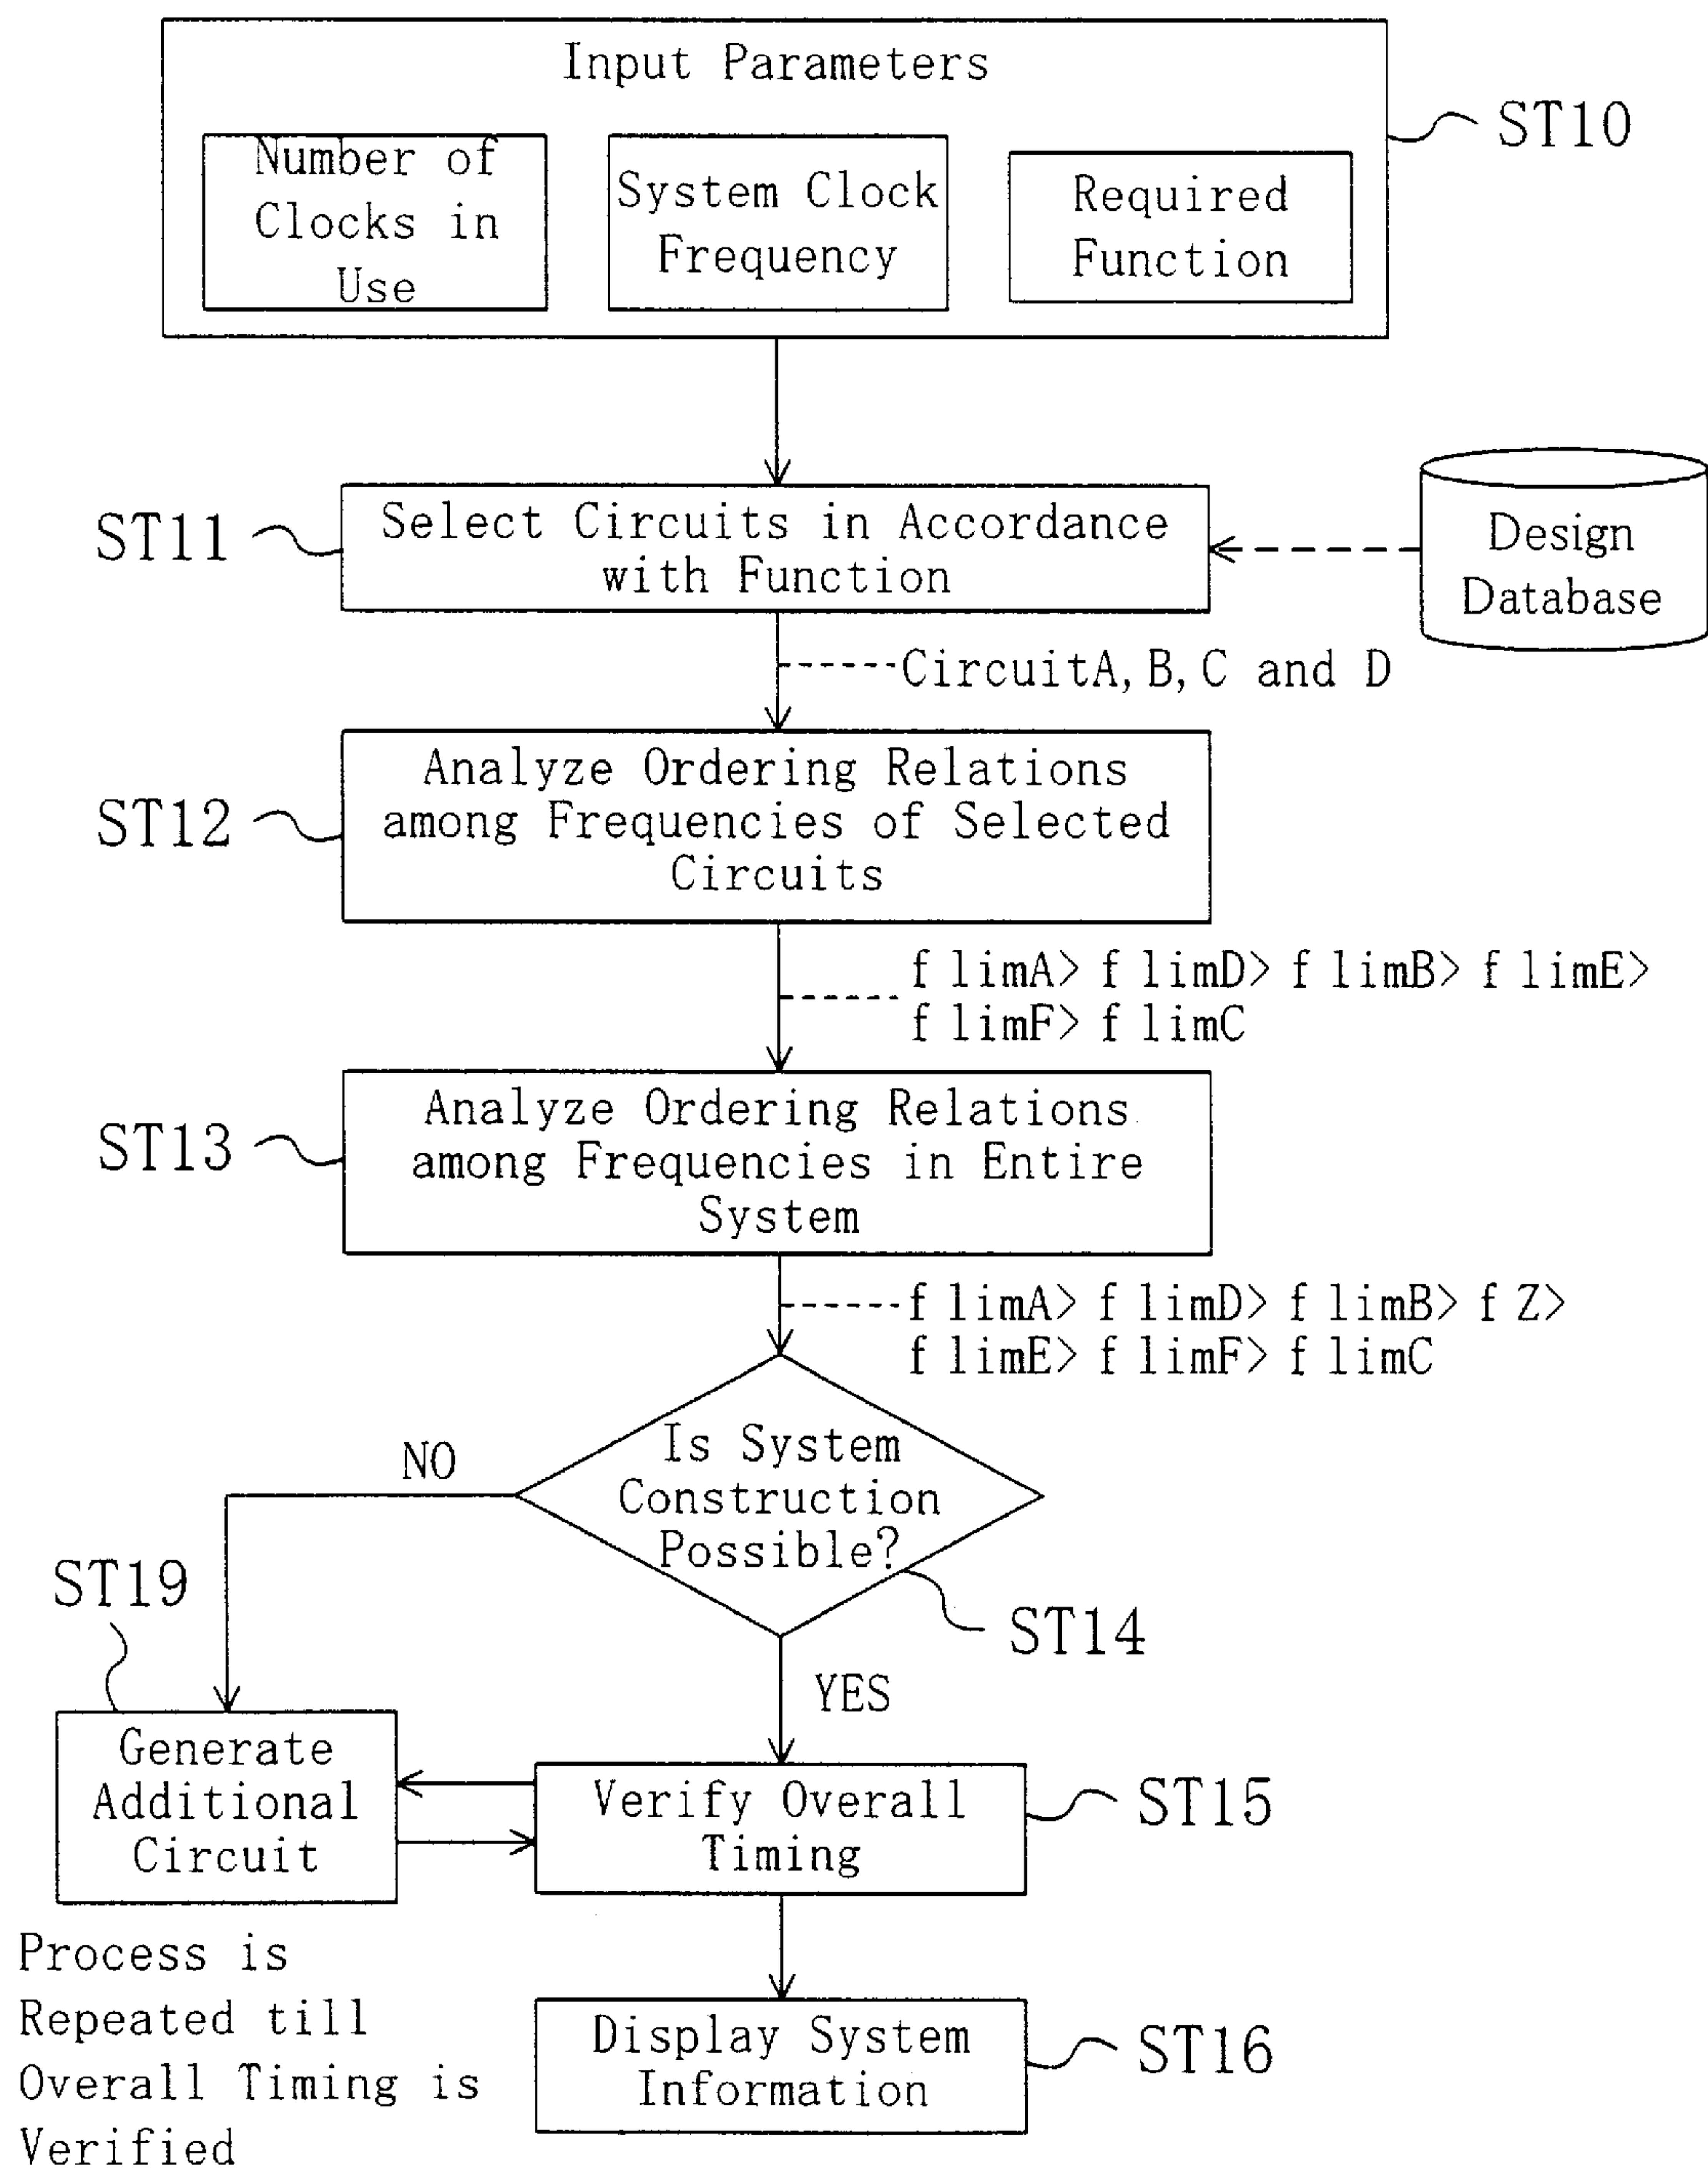 Input Parameters
Number of
Clocks in
Use
System Clock
Frequency
Required
Function
ST10
ST11
Select Circuits in Accordance
with Function
Design
Database
CircuitA, B, C and D
ST12
Analyze Ordering Relations
among Frequencies of Selected
Circuits
f limA> f limD> f limB> f limE>
f limF> f limC
ST13
Analyze Ordering Relations
among Frequencies in Entire
System
f limA> f limD> f limB> f Z>
f limE> f limF> f limC
Is System
Construction
Possible?
NO
ST14
YES
ST19
Generate
Additional
Circuit
Verify Overall
Timing
ST15
Process is
Repeated till
Overall Timing is
Verified
Display System
Information
ST16